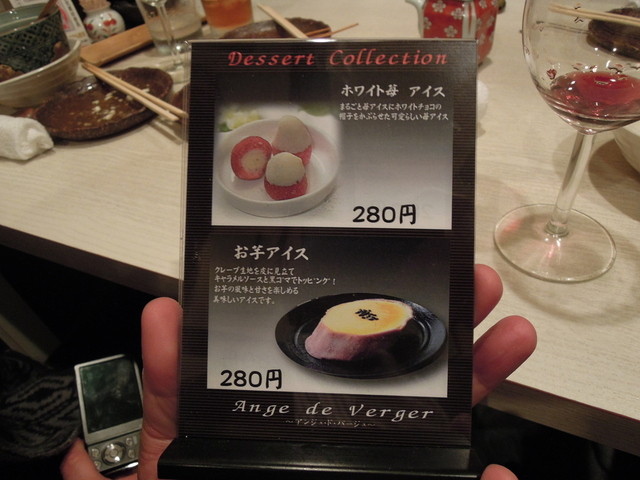 Dessert Collection
ホワイト苺 アイス
まるごと苺アイスにホワイトチョコの
帽子をかぶらせた可愛らしい苺アイス
280円
お芋アイス
クレープ生地を皮に見立て
キャラメルソースと黒ゴマでトッピング!
お芋の風味と甘さを楽しめる
美味しいアイスです。
280円
Ange de Verger
〜アンジュ・ド・バージェ〜